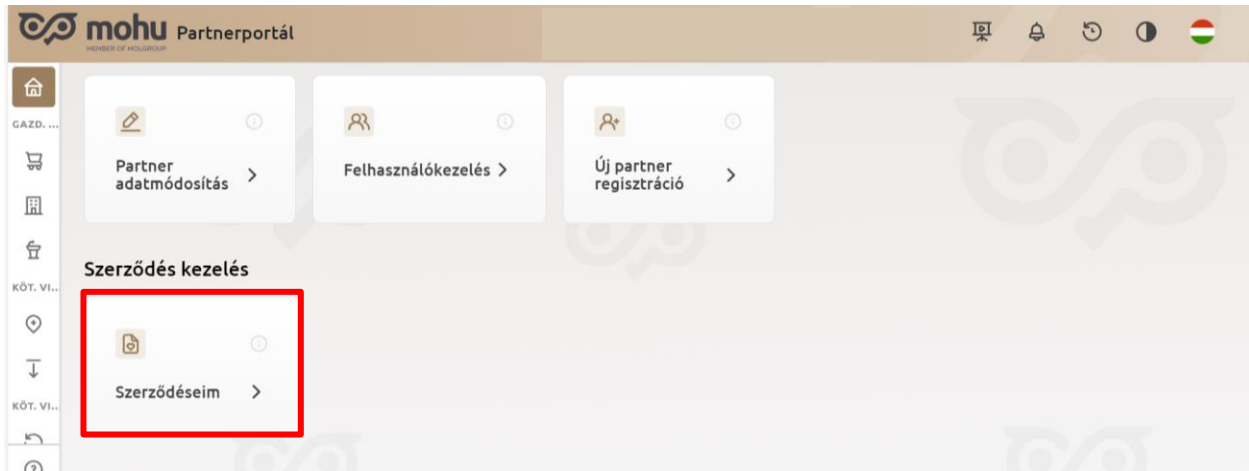 mohu Partnerportál
MEMBER OF MOLGROUP
GAZD. ...
Partner
adatmódosítás
Felhasználókezelés
Új partner
regisztráció
Szerződés kezelés
KÖT. VI...
Szerződéseim
KÖT. VI...